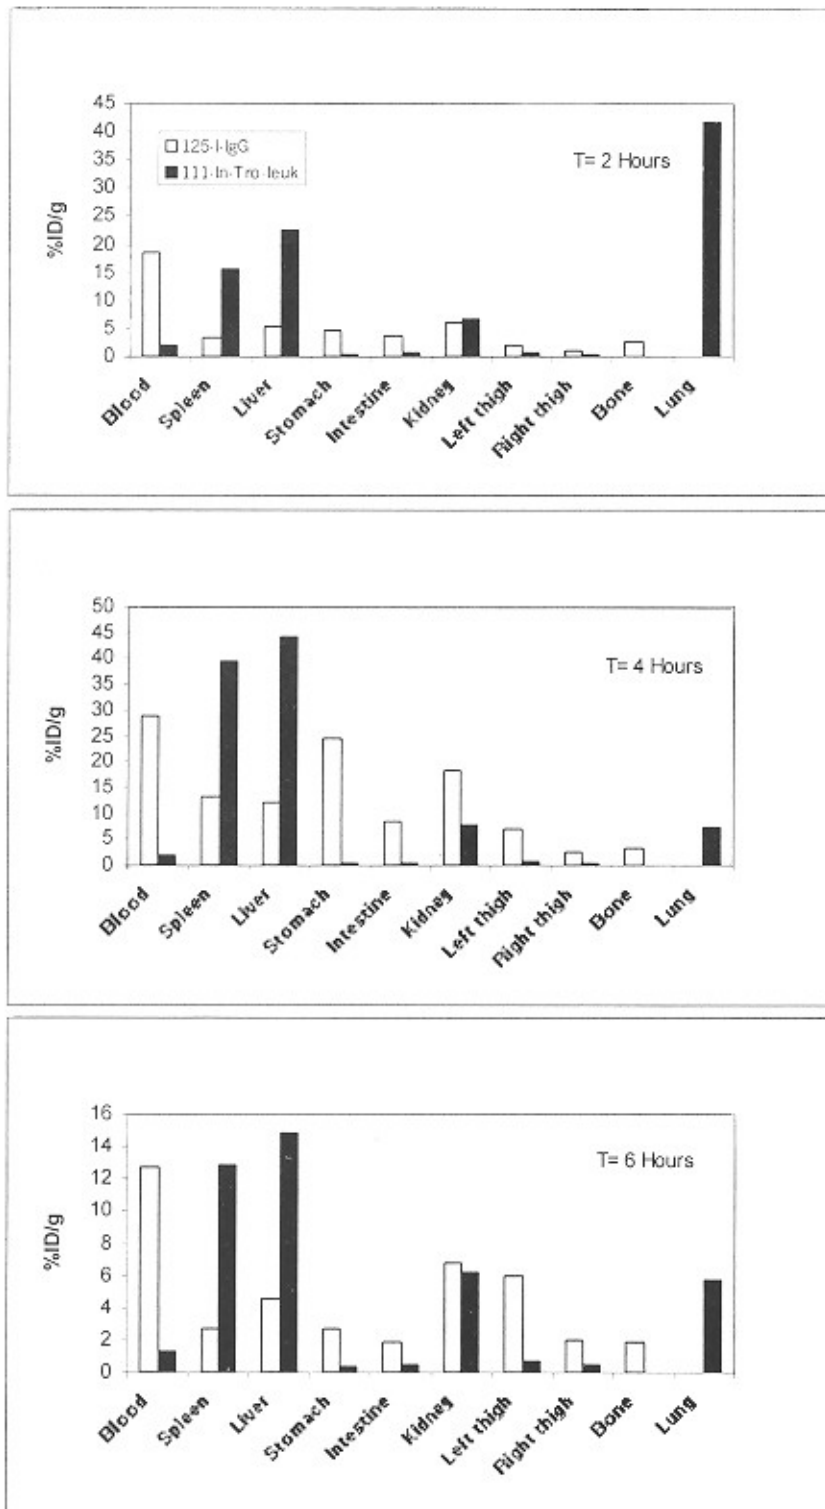 45
40
35
30
25
20
15
10
5
0
%ID/g
125-I-IgG
111-In-Tro-leuk
T= 2 Hours
Blood
Spleen
Liver
Stomach
Intestine
Kidney
Left thigh
Right thigh
Bone
Lung
50
45
40
35
30
25
20
15
10
5
0
%ID/g
T= 4 Hours
Blood
Spleen
Liver
Stomach
Intestine
Kidney
Left thigh
Right thigh
Bone
Lung
16
14
12
10
8
6
4
2
0
%ID/g
T= 6 Hours
Blood
Spleen
Liver
Stomach
Intestine
Kidney
Left thigh
Right thigh
Bone
Lung